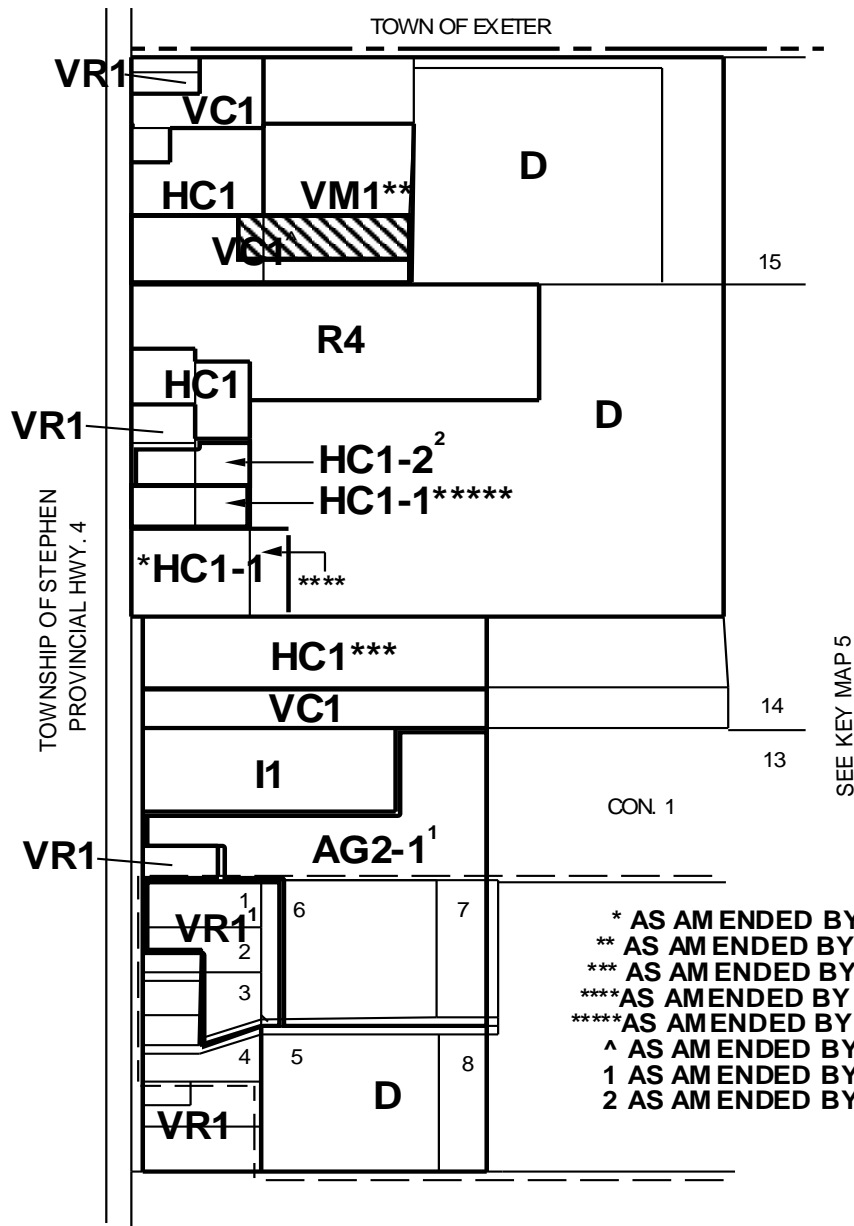 TOWN OF EXETER
VR1
VC1
D
HC1
VM1**
VC1^
15
R4
HC1
VR1
D
HC1-2²
HC1-1*****
*HC1-1
****
TOWNSHIP OF STEPHEN
PROVINCIAL HWY. 4
HC1***
VC1
14
13
SEE KEY MAP 5
I1
CON. 1
AG2-1¹
VR1
1
VR1¹
6
7
2
3
4
5
8
D
VR1
* AS AMENDED BY
** AS AMENDED BY
*** AS AMENDED BY
****AS AMENDED BY
*****AS AMENDED BY
^ AS AMENDED BY
1 AS AMENDED BY
2 AS AMENDED BY